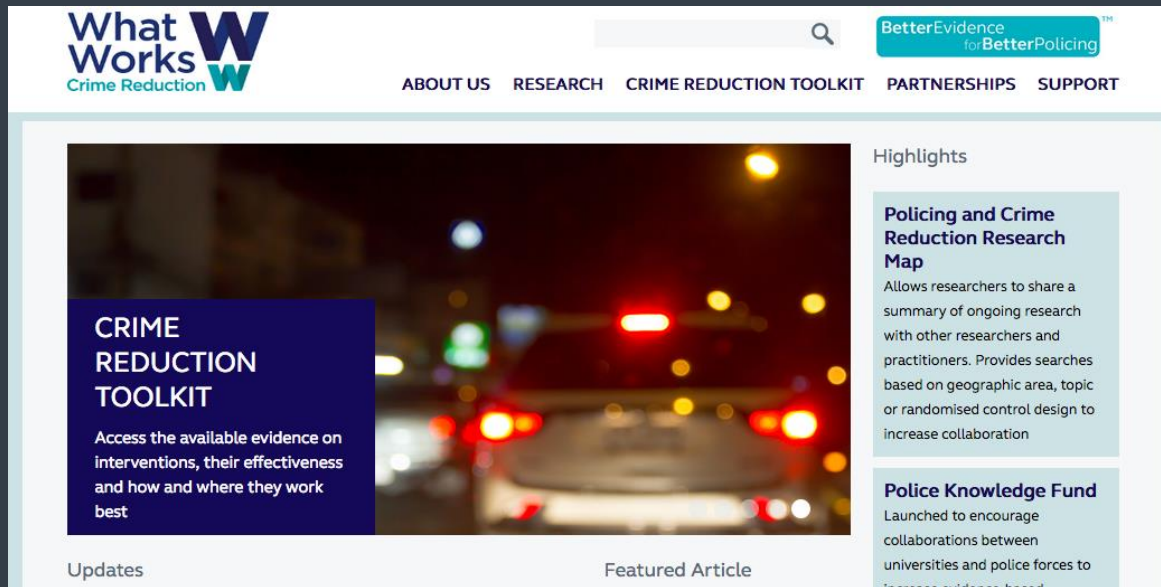 What
Works
Crime Reduction
BetterEvidence
forBetterPolicing
™
ABOUT US RESEARCH CRIME REDUCTION TOOLKIT PARTNERSHIPS SUPPORT
CRIME
REDUCTION
TOOLKIT
Access the available evidence on
interventions, their effectiveness
and how and where they work
best
Updates
Featured Article
Highlights
Policing and Crime
Reduction Research
Map
Allows researchers to share a
summary of ongoing research
with other researchers and
practitioners. Provides searches
based on geographic area, topic
or randomised control design to
increase collaboration
Police Knowledge Fund
Launched to encourage
collaborations between
universities and police forces to